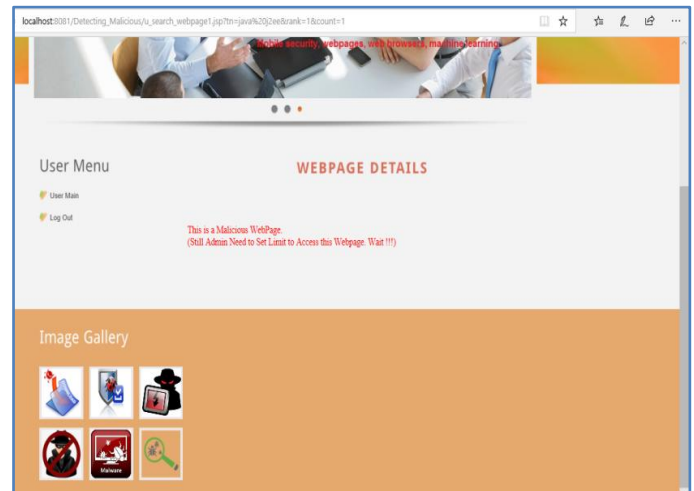 localhost:8081/Detecting_Malicious/u_search_webpage1.jsp?tn=java%20j2ee&rank=1&count=1
Mobile security, webpages, web browsers, machine learning
User Menu
WEBPAGE DETAILS
User Main
Log Out
This is a Malicious WebPage.
(Still Admin Need to Set Limit to Access this Webpage. Wait !!!)
Image Gallery
Malware